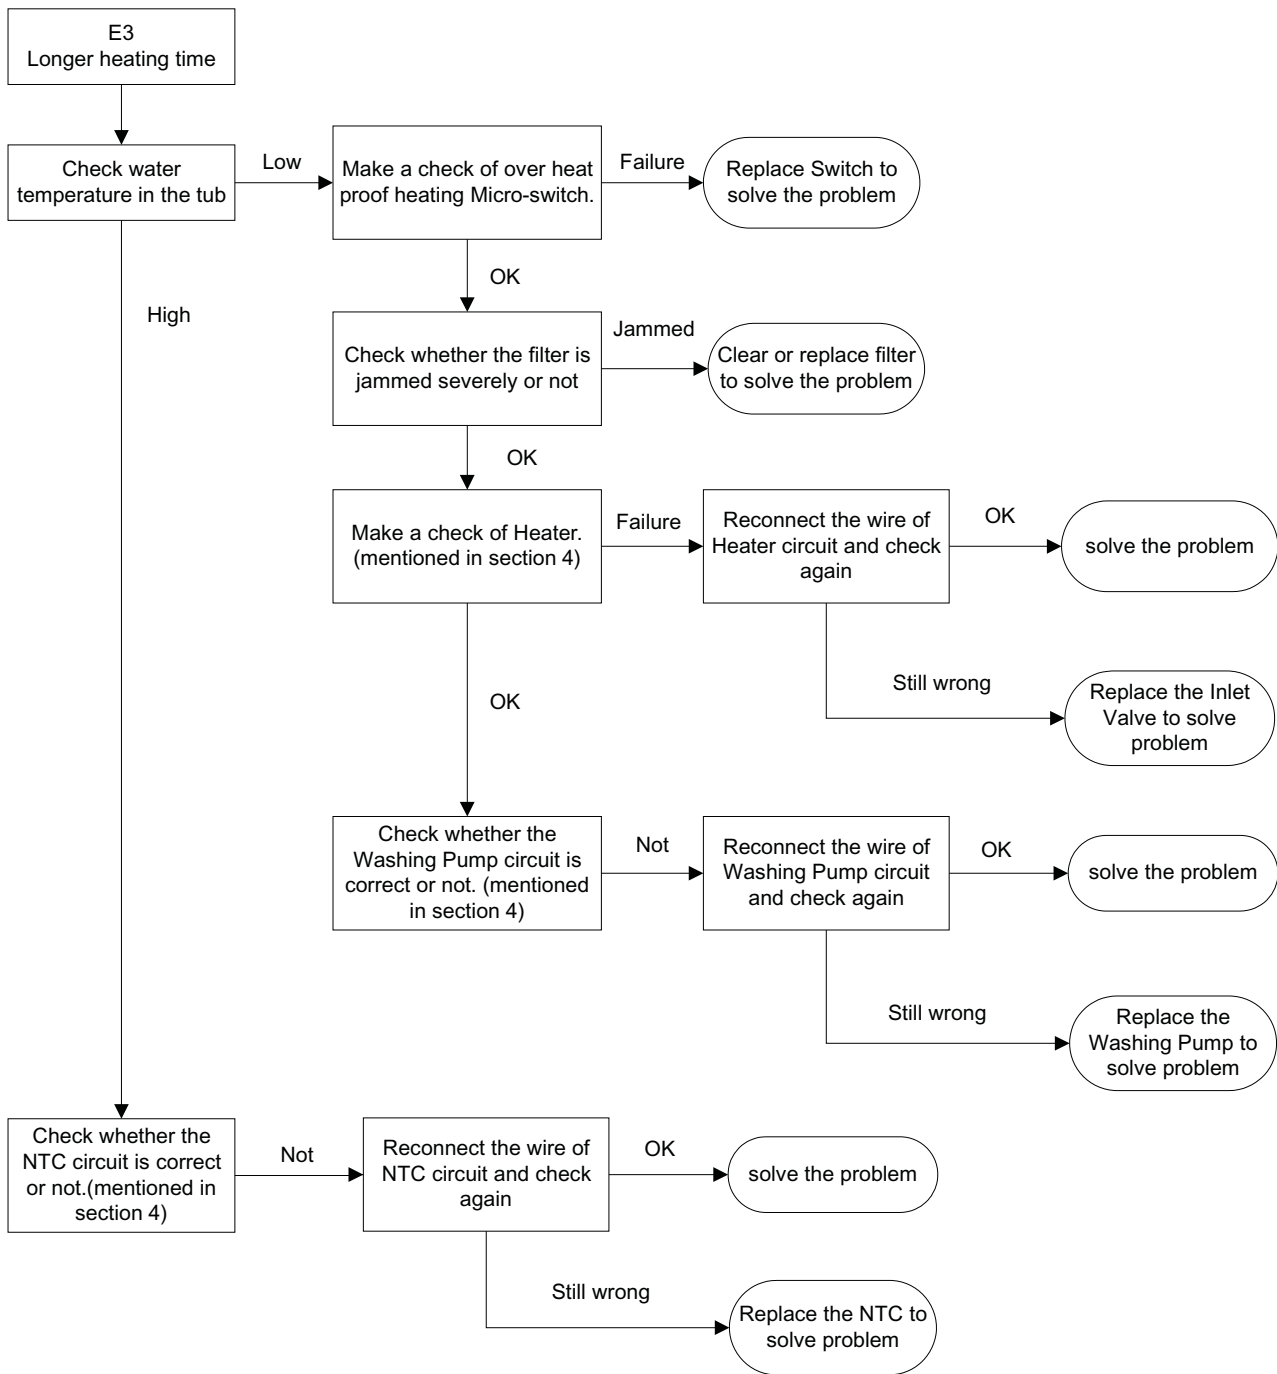 E3
Longer heating time
Check water
temperature in the tub
Low
Make a check of over heat
proof heating Micro-switch.
Failure
Replace Switch to
solve the problem
OK
High
Check whether the filter is
jammed severely or not
Jammed
Clear or replace filter
to solve the problem
OK
Make a check of Heater.
(mentioned in section 4)
Failure
Reconnect the wire of
Heater circuit and check
again
OK
solve the problem
Still wrong
Replace the Inlet
Valve to solve
problem
OK
Check whether the
Washing Pump circuit is
correct or not. (mentioned
in section 4)
Not
Reconnect the wire of
Washing Pump circuit
and check again
OK
solve the problem
Still wrong
Replace the
Washing Pump to
solve problem
Check whether the
NTC circuit is correct
or not.(mentioned in
section 4)
Not
Reconnect the wire of
NTC circuit and check
again
OK
solve the problem
Still wrong
Replace the NTC to
solve problem